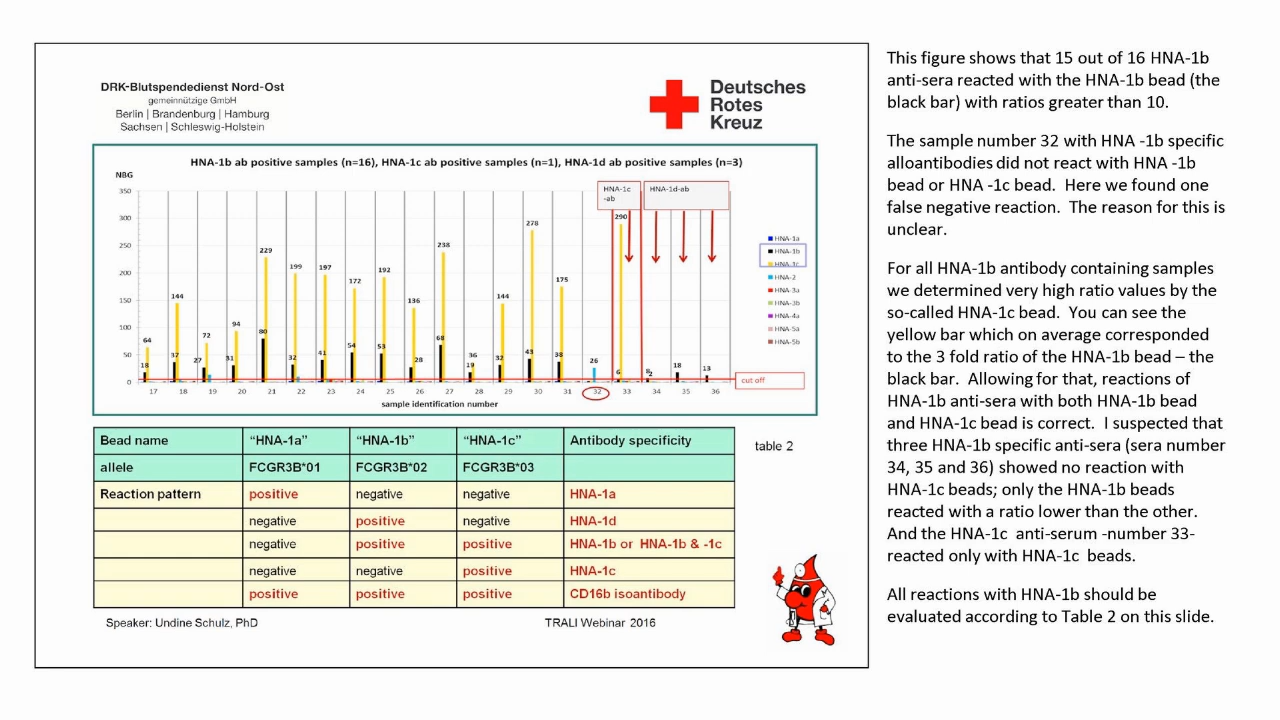 DRK-Blutspendedienst Nord-Ost
gemeinnützige GmbH
Berlin | Brandenburg | Hamburg
Sachsen | Schleswig-Holstein
Deutsches
Rotes
Kreuz
HNA-1b ab positive samples (n=16), HNA-1c ab positive samples (n=1), HNA-1d ab positive samples (n=3)
NBG
350
300
250
200
150
100
50
0
HNA-1c
-ab
HNA-1d-ab
64
18
144
37
72
27
94
31
229
80
199
32
197
41
172
54
192
53
136
28
238
68
36
19
144
32
278
43
175
38
26
290
6
8
2
18
13
HNA-1a
HNA-1b
HNA-1c
HNA-2
HNA-3a
HNA-3b
HNA-4a
HNA-5a
HNA-5b
cut off
17 18 19 20 21 22 23 24 25 26 27 28 29 30 31 32 33 34 35 36
sample identification number
Bead name "HNA-1a" "HNA-1b" "HNA-1c" Antibody specificity
allele FCGR3B*01 FCGR3B*02 FCGR3B*03
Reaction pattern positive negative negative HNA-1a
negative positive negative HNA-1d
negative positive positive HNA-1b or HNA-1b & -1c
negative negative positive HNA-1c
positive positive positive CD16b isoantibody
table 2
Speaker: Undine Schulz, PhD
TRALI Webinar 2016
This figure shows that 15 out of 16 HNA-1b
anti-sera reacted with the HNA-1b bead (the
black bar) with ratios greater than 10.
The sample number 32 with HNA -1b specific
alloantibodies did not react with HNA -1b
bead or HNA -1c bead. Here we found one
false negative reaction. The reason for this is
unclear.
For all HNA-1b antibody containing samples
we determined very high ratio values by the
so-called HNA-1c bead. You can see the
yellow bar which on average corresponded
to the 3 fold ratio of the HNA-1b bead – the
black bar. Allowing for that, reactions of
HNA-1b anti-sera with both HNA-1b bead
and HNA-1c bead is correct. I suspected that
three HNA-1b specific anti-sera (sera number
34, 35 and 36) showed no reaction with
HNA-1c beads; only the HNA-1b beads
reacted with a ratio lower than the other.
And the HNA-1c anti-serum -number 33-
reacted only with HNA-1c beads.
All reactions with HNA-1b should be
evaluated according to Table 2 on this slide.